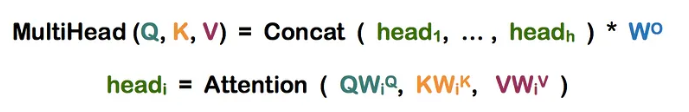 MultiHead (Q, K, V) = Concat ( head₁, ... , headₕ ) * Wᴼ
headᵢ = Attention ( QWᵢQ, KWᵢᴷ, VWᵢⱽ )